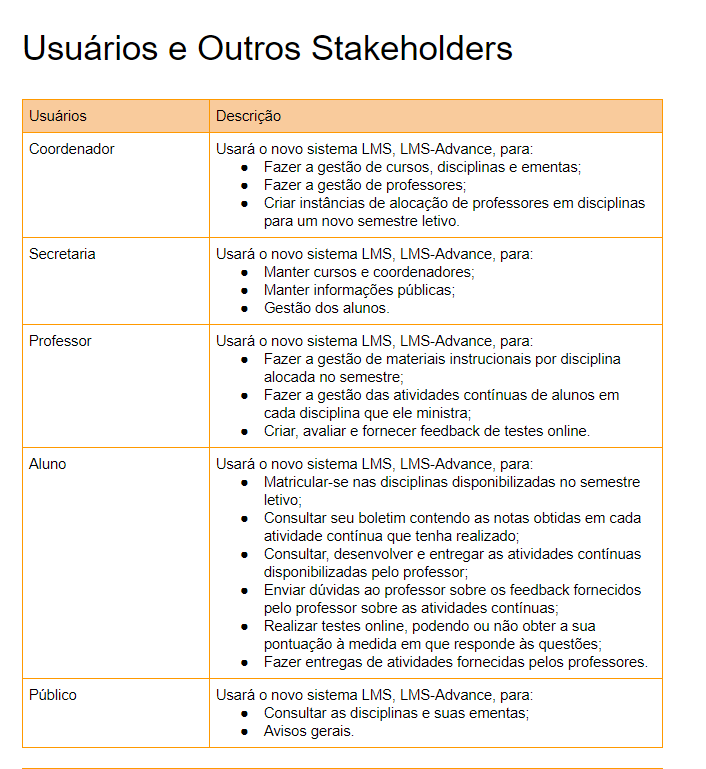 Usuários e Outros Stakeholders
Usuários Descrição
Coordenador Usará o novo sistema LMS, LMS-Advance, para:
● Fazer a gestão de cursos, disciplinas e ementas;
● Fazer a gestão de professores;
● Criar instâncias de alocação de professores em disciplinas
para um novo semestre letivo.
Secretaria Usará o novo sistema LMS, LMS-Advance, para:
● Manter cursos e coordenadores;
● Manter informações públicas;
● Gestão dos alunos.
Professor Usará o novo sistema LMS, LMS-Advance, para:
● Fazer a gestão de materiais instrucionais por disciplina
alocada no semestre;
● Fazer a gestão das atividades contínuas de alunos em
cada disciplina que ele ministra;
● Criar, avaliar e fornecer feedback de testes online.
Aluno Usará o novo sistema LMS, LMS-Advance, para:
● Matricular-se nas disciplinas disponibilizadas no semestre
letivo;
● Consultar seu boletim contendo as notas obtidas em cada
atividade contínua que tenha realizado;
● Consultar, desenvolver e entregar as atividades contínuas
disponibilizadas pelo professor;
● Enviar dúvidas ao professor sobre os feedback fornecidos
pelo professor sobre as atividades contínuas;
● Realizar testes online, podendo ou não obter a sua
pontuação à medida em que responde às questões;
● Fazer entregas de atividades fornecidas pelos professores.
Público Usará o novo sistema LMS, LMS-Advance, para:
● Consultar as disciplinas e suas ementas;
● Avisos gerais.